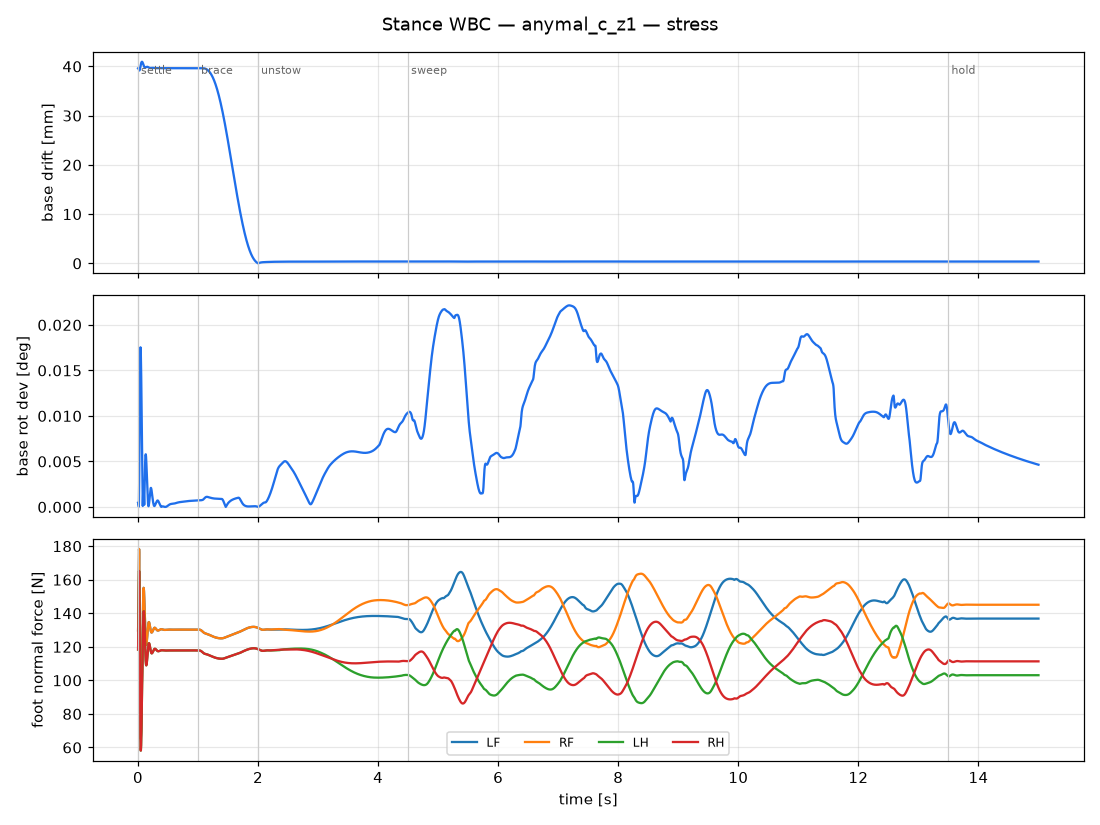 Stance WBC — anymal_c_z1 — stress
base drift [mm]
40
30
20
10
0
settle
brace
unstow
sweep
hold
base rot dev [deg]
0.020
0.015
0.010
0.005
0.000
foot normal force [N]
180
160
140
120
100
80
60
LF
RF
LH
RH
0
2
4
6
8
10
12
14
time [s]